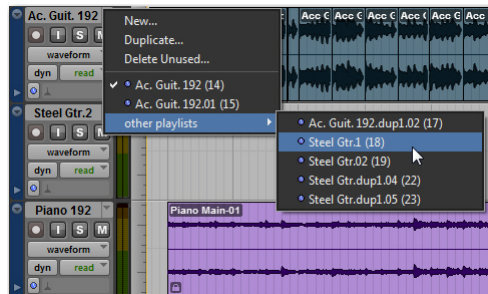 Ac. Guit. 192
I S M
waveform
dyn read
New...
Duplicate...
Delete Unused...
✓ Ac. Guit. 192 (14)
Ac. Guit. 192.01 (15)
other playlists
Ac. Guit. 192.dup1.02 (17)
Steel Gtr.1 (18)
Steel Gtr.02 (19)
Steel Gtr.dup1.04 (22)
Steel Gtr.dup1.05 (23)
Acc G Acc G Acc G Acc G Acc G Acc
Steel Gtr.2
I S M
waveform
dyn read
Piano 192
I S M
waveform
dyn read
Piano Main-01